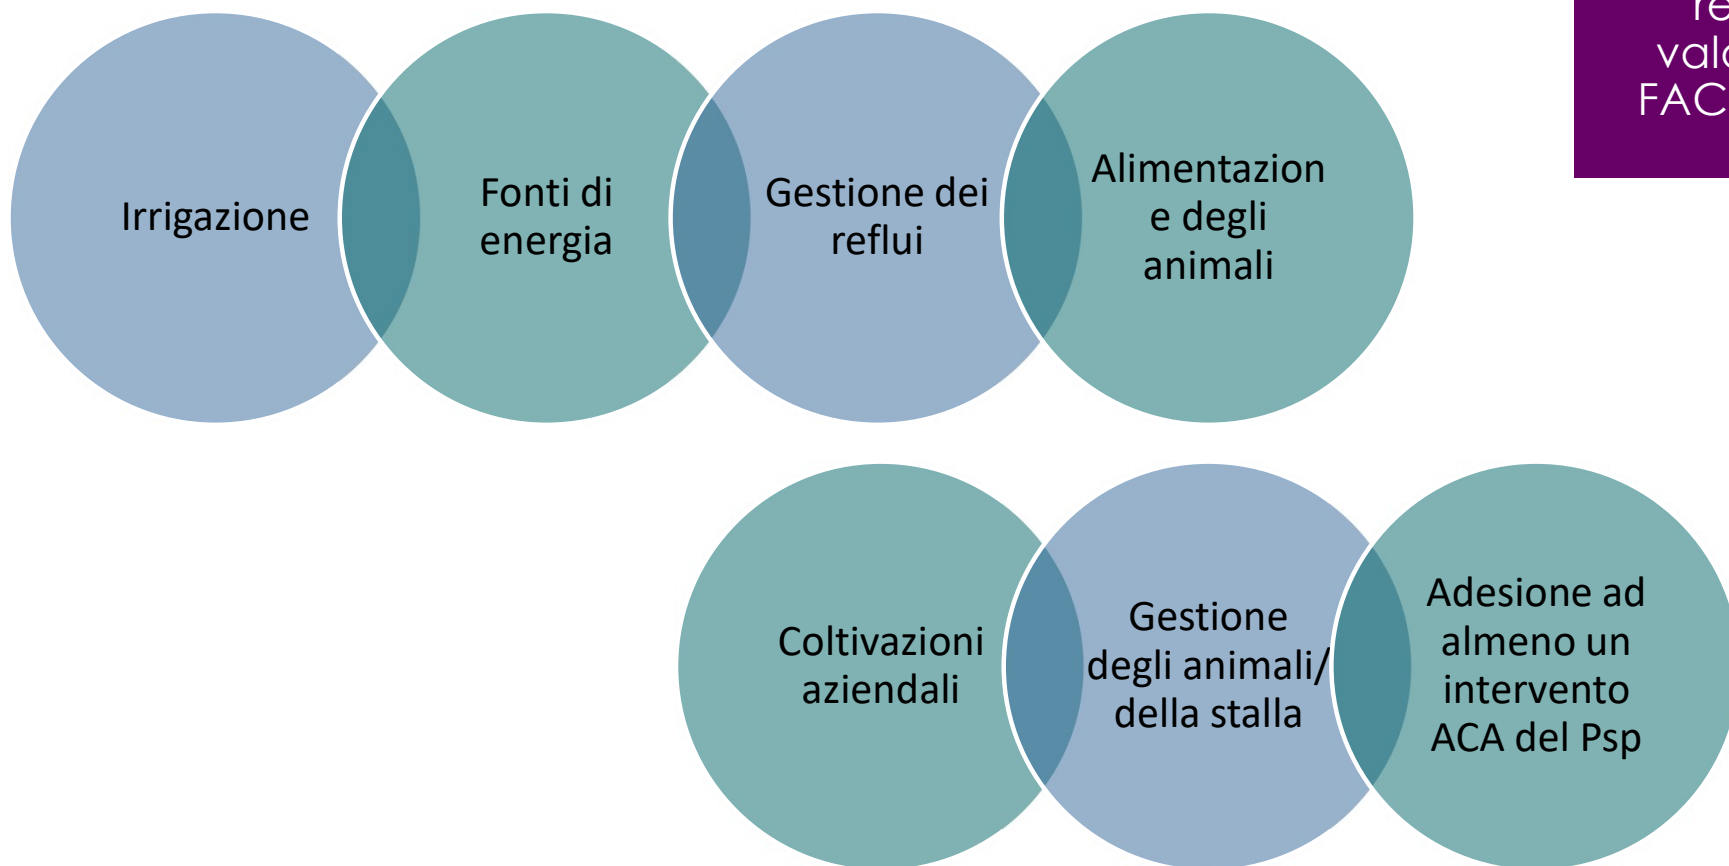 Irrigazione
Fonti di
energia
Gestione dei
reflui
Alimentazion
e degli
animali
Coltivazioni
aziendali
Gestione
degli animali/
della stalla
Adesione ad
almeno un
intervento
ACA del Psp